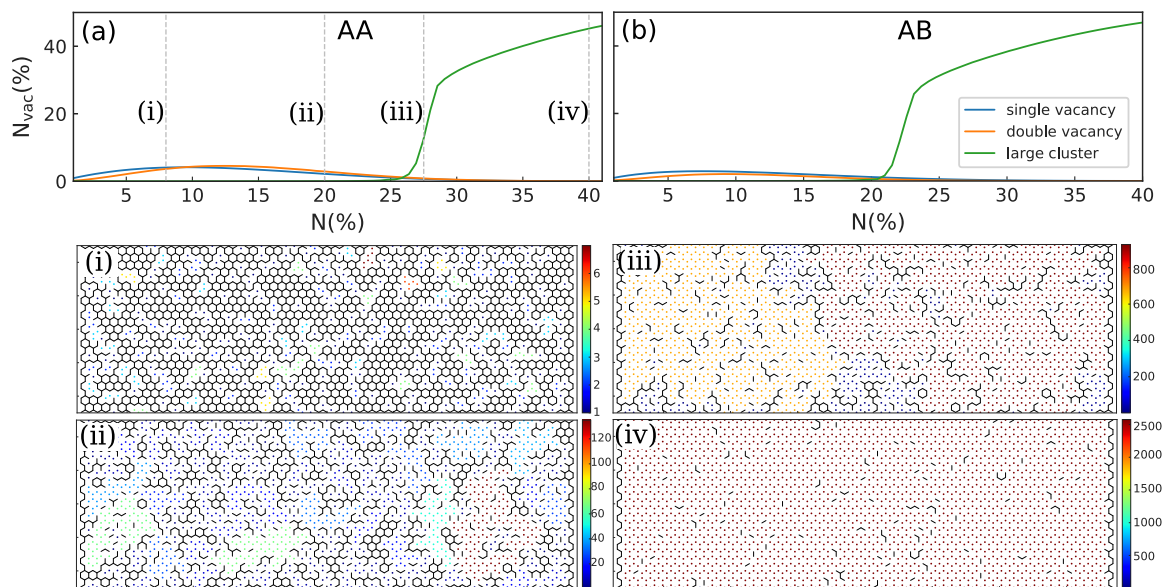 (a) AA
(b) AB
40
20
0
N_vac(%)
(i)
(ii)
(iii)
(iv)
single vacancy
double vacancy
large cluster
5 10 15 20 25 30 35 40
N(%)
5 10 15 20 25 30 35 40
N(%)
(i)
6
5
4
3
2
1
(iii)
800
600
400
200
(ii)
120
100
80
60
40
20
(iv)
2500
2000
1500
1000
500